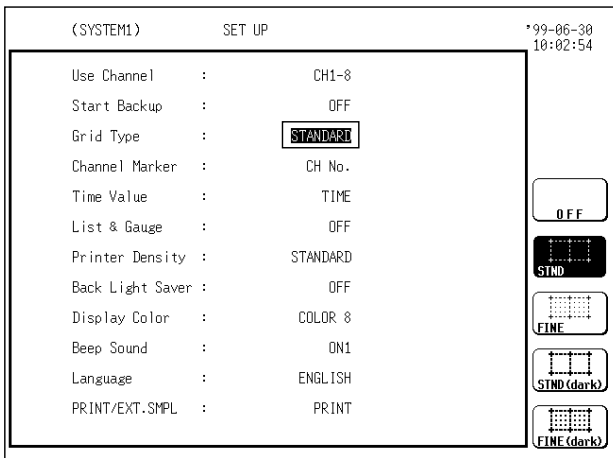 (SYSTEM1) SET UP '99-06-30
10:02:54
Use Channel : CH1-8
Start Backup : OFF
Grid Type : STANDARD
Channel Marker : CH No.
Time Value : TIME
List & Gauge : OFF
Printer Density : STANDARD
Back Light Saver : OFF
Display Color : COLOR 8
Beep Sound : ON1
Language : ENGLISH
PRINT/EXT.SMPL : PRINT
OFF
STND
FINE
STND(dark)
FINE(dark)